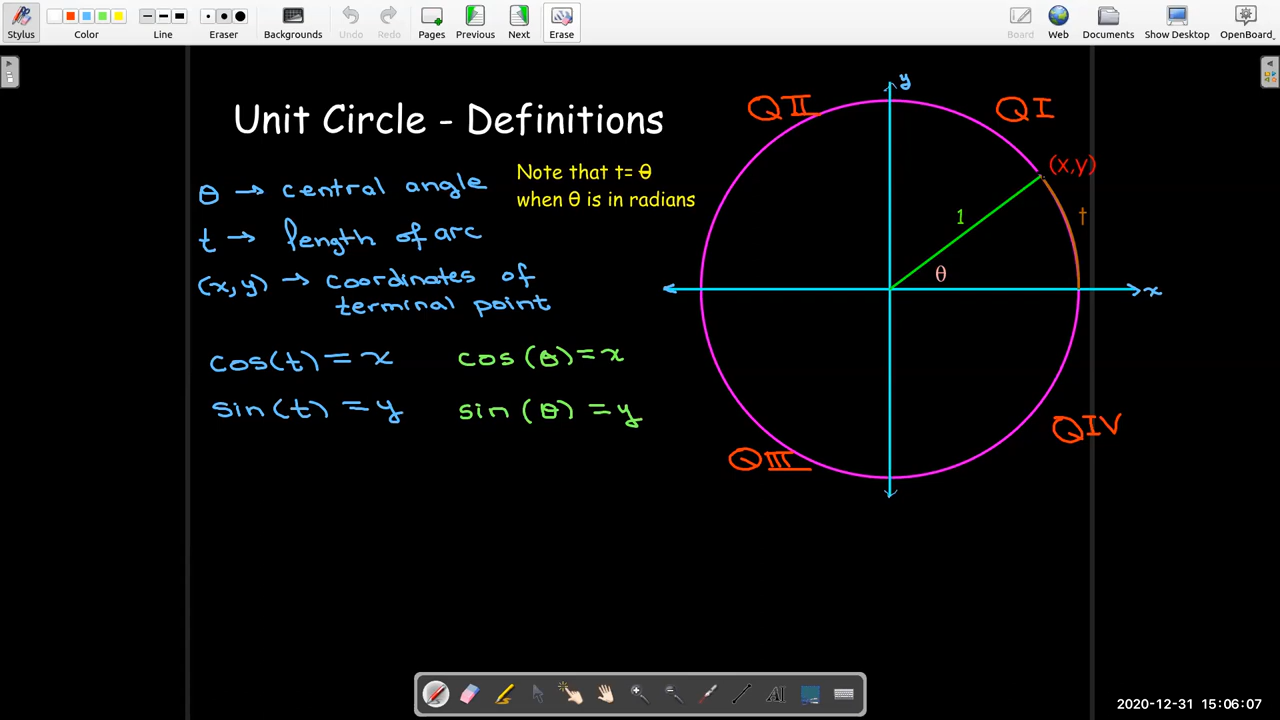 Stylus
Color
Line
Eraser
Backgrounds
Undo
Redo
Pages
Previous
Next
Erase
Board
Web
Documents
Show Desktop
OpenBoard
Unit Circle - Definitions
θ → central angle
t → length of arc
(x,y) → coordinates of
terminal point
Note that t= θ
when θ is in radians
cos(t) = x
cos(θ) = x
sin(t) = y
sin(θ) = y
y
QII
QI
(x,y)
1
t
θ
x
QIII
QIV
AI
2020-12-31 15:06:07